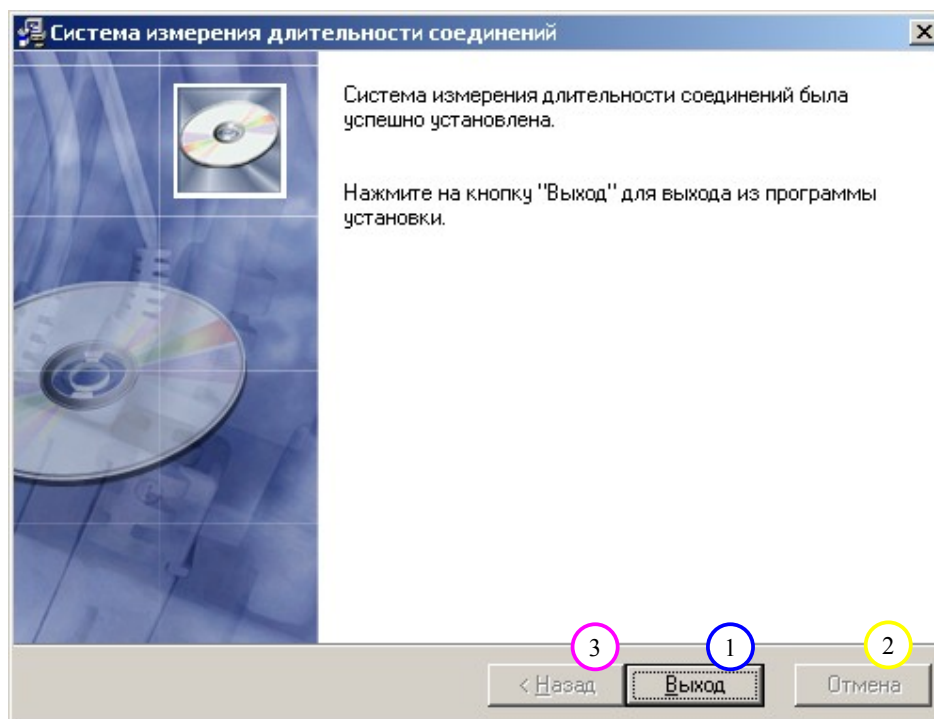 Система измерения длительности соединений
Система измерения длительности соединений была
успешно установлена.
Нажмите на кнопку "Выход" для выхода из программы
установки.
3
1
2
< Назад
Выход
Отмена